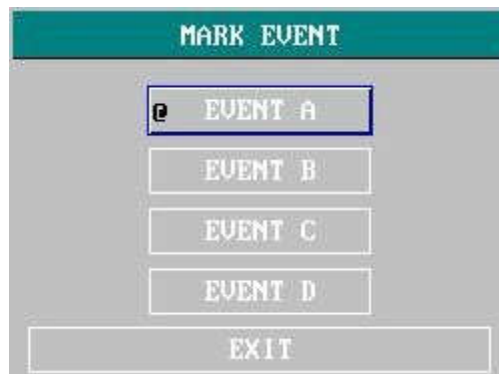 MARK EVENT
@ EVENT A
EVENT B
EVENT C
EVENT D
EXIT